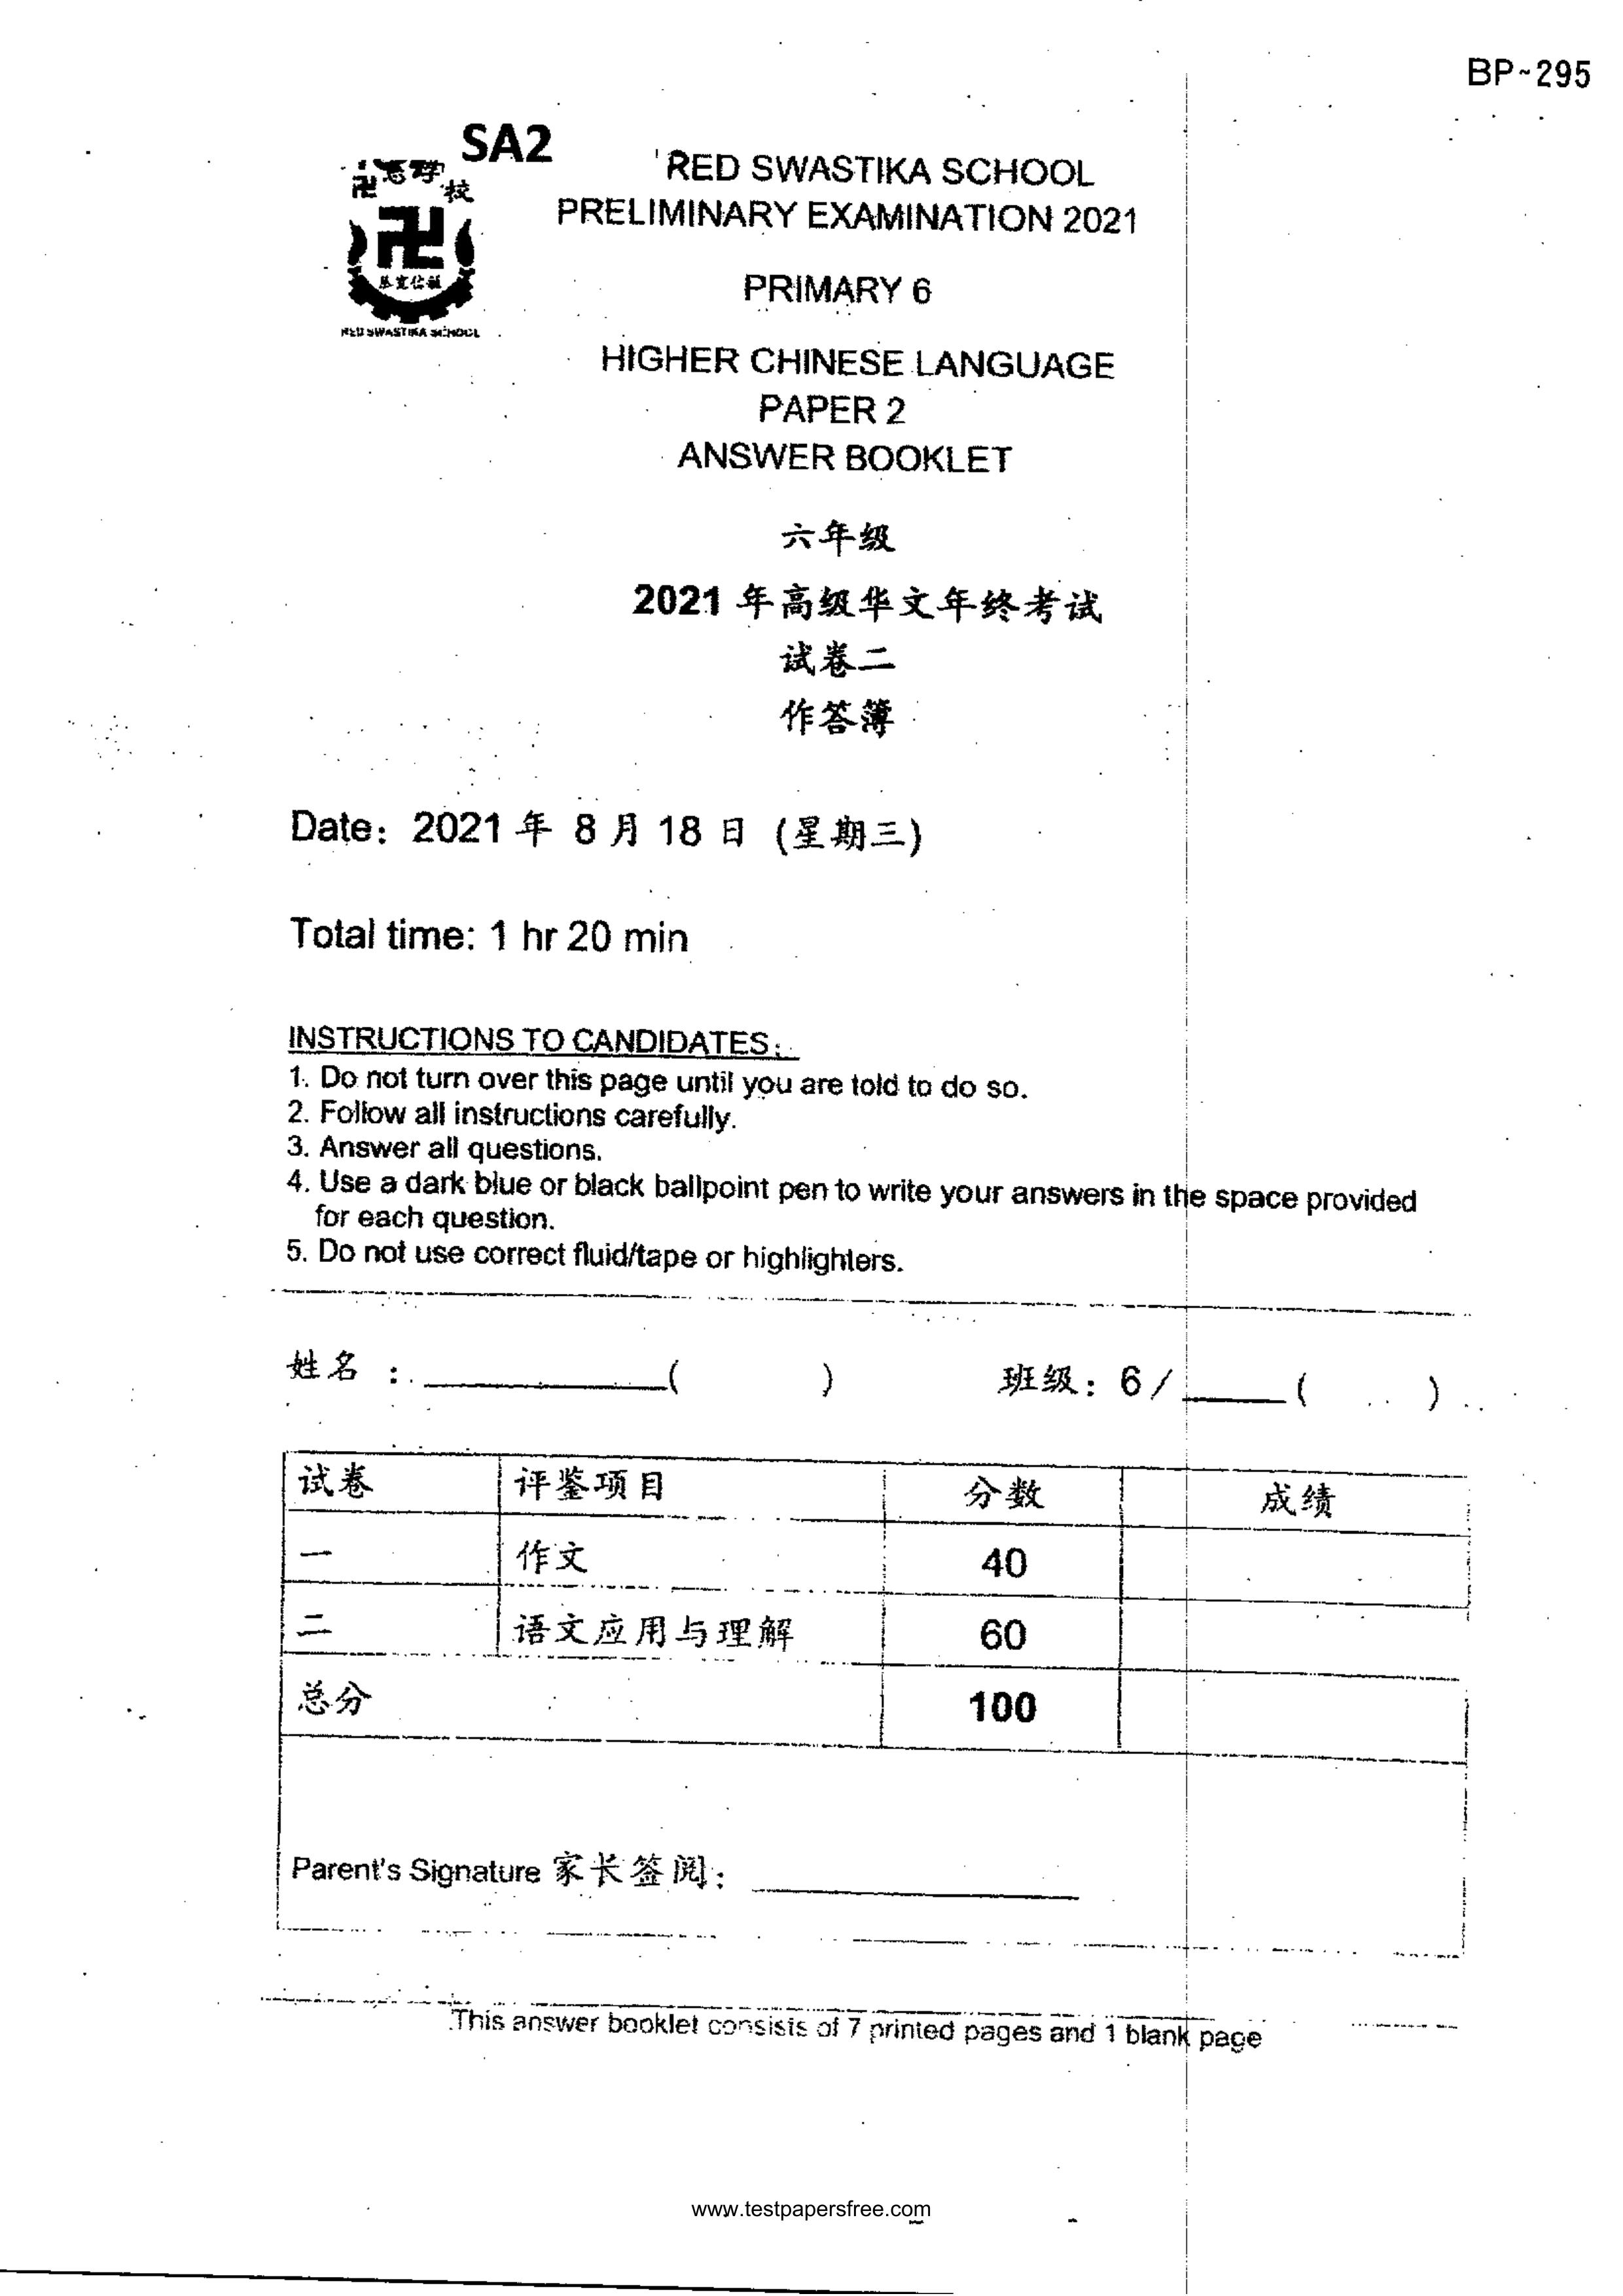 BP~295
SA2
RED SWASTIKA SCHOOL
卍慈学校
PRELIMINARY EXAMINATION 2021
RED SWASTIKA SCHOOL
PRIMARY 6
HIGHER CHINESE LANGUAGE
PAPER 2
ANSWER BOOKLET
六年级
2021 年高级华文年终考试
试卷二
作答簿
Date: 2021 年 8 月 18 日 (星期三)
Total time: 1 hr 20 min
INSTRUCTIONS TO CANDIDATES:
1. Do not turn over this page until you are told to do so.
2. Follow all instructions carefully.
3. Answer all questions.
4. Use a dark blue or black ballpoint pen to write your answers in the space provided
for each question.
5. Do not use correct fluid/tape or highlighters.
姓名 : ____________( ) 班级: 6 / _____( )
试卷 评鉴项目 分数 成绩
一 作文 40
二 语文应用与理解 60
总分 100
Parent's Signature 家长签阅: ________________
This answer booklet consists of 7 printed pages and 1 blank page
www.testpapersfree.com